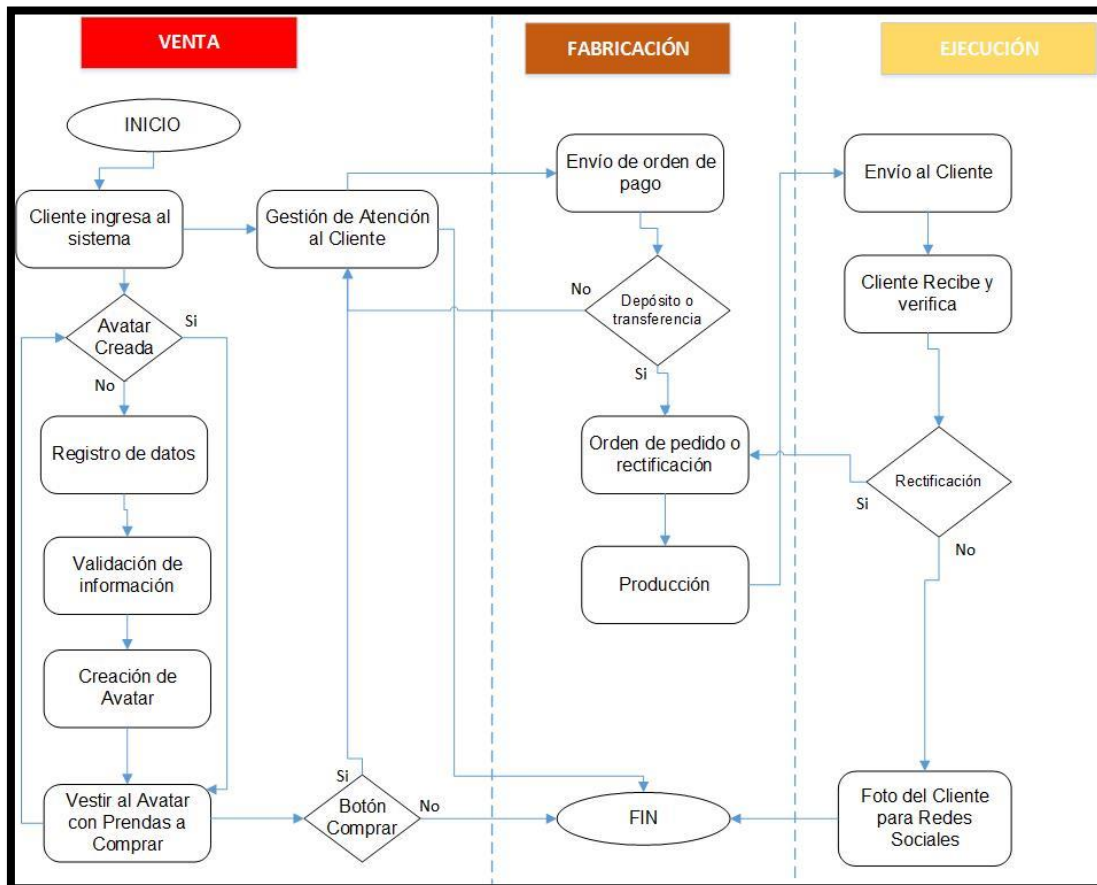 VENTA
FABRICACIÓN
EJECUCIÓN
INICIO
Cliente ingresa al
sistema
Gestión de Atención
al Cliente
Avatar
Creada
Si
No
Registro de datos
Validación de
información
Creación de
Avatar
Vestir al Avatar
con Prendas a
Comprar
Botón
Comprar
Si
No
Envío de orden de
pago
Depósito o
transferencia
No
Si
Orden de pedido o
rectificación
Producción
FIN
Envío al Cliente
Cliente Recibe y
verifica
Rectificación
Si
No
Foto del Cliente
para Redes
Sociales